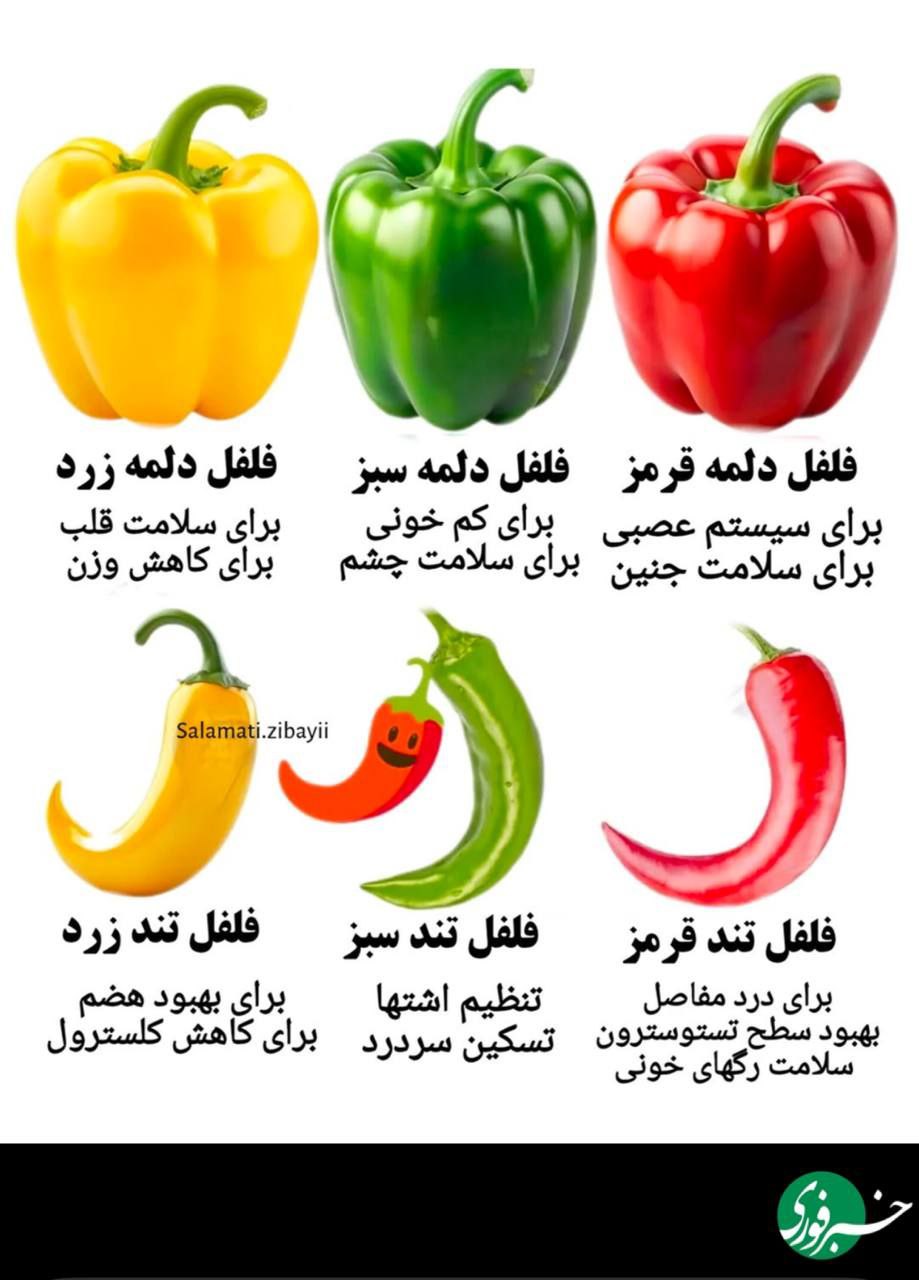 فلفل دلمه قرمز
برای سیستم عصبی
برای سلامت جنین
فلفل دلمه سبز
برای کم خونی
برای سلامت چشم
فلفل دلمه زرد
برای سلامت قلب
برای کاهش وزن
فلفل تند قرمز
برای درد مفاصل
بهبود سطح تستوسترون
سلامت رگهای خونی
فلفل تند سبز
تنظیم اشتها
تسکین سردرد
Salamati.zibayii
فلفل تند زرد
برای بهبود هضم
برای کاهش کلسترول
خبرفوری